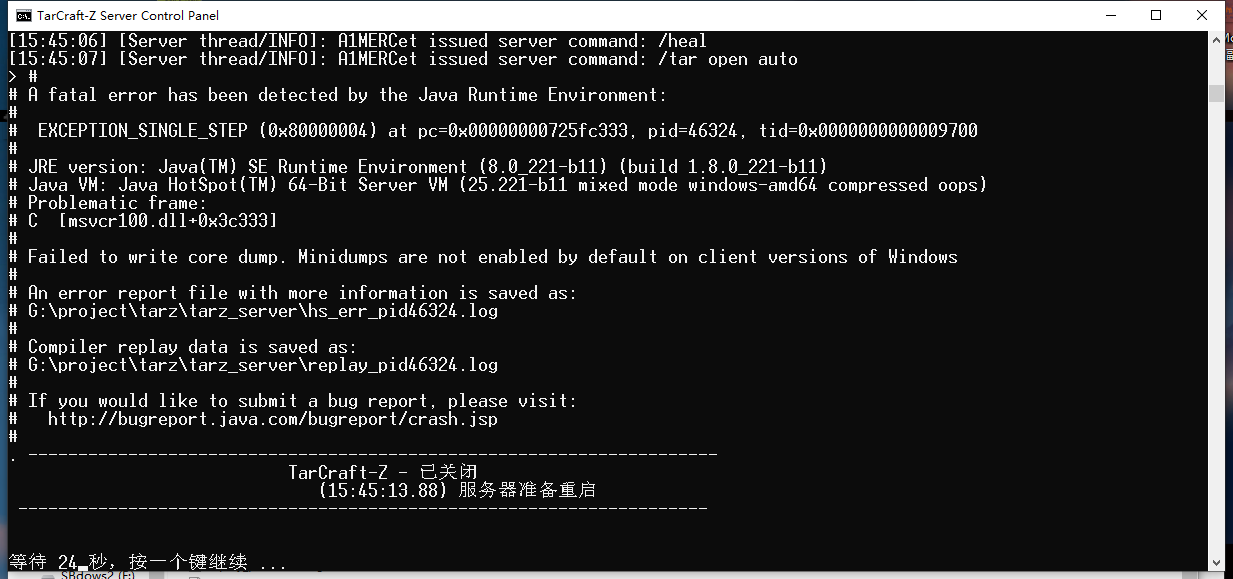 TarCraft-Z Server Control Panel
[15:45:06] [Server thread/INFO]: A1MERCet issued server command: /heal
[15:45:07] [Server thread/INFO]: A1MERCet issued server command: /tar open auto
> #
# A fatal error has been detected by the Java Runtime Environment:
#
#  EXCEPTION_SINGLE_STEP (0x80000004) at pc=0x00000000725fc333, pid=46324, tid=0x0000000000009700
#
# JRE version: Java(TM) SE Runtime Environment (8.0_221-b11) (build 1.8.0_221-b11)
# Java VM: Java HotSpot(TM) 64-Bit Server VM (25.221-b11 mixed mode windows-amd64 compressed oops)
# Problematic frame:
# C  [msvcr100.dll+0x3c333]
#
# Failed to write core dump. Minidumps are not enabled by default on client versions of Windows
#
# An error report file with more information is saved as:
# G:\project\tarz\tarz_server\hs_err_pid46324.log
#
# Compiler replay data is saved as:
# G:\project\tarz\tarz_server\replay_pid46324.log
#
# If you would like to submit a bug report, please visit:
#   http://bugreport.java.com/bugreport/crash.jsp
#
. ---------------------------------------------------------------------
TarCraft-Z - 已关闭
(15:45:13.88) 服务器准备重启
---------------------------------------------------------------------
等待 24 秒，按一个键继续 ...